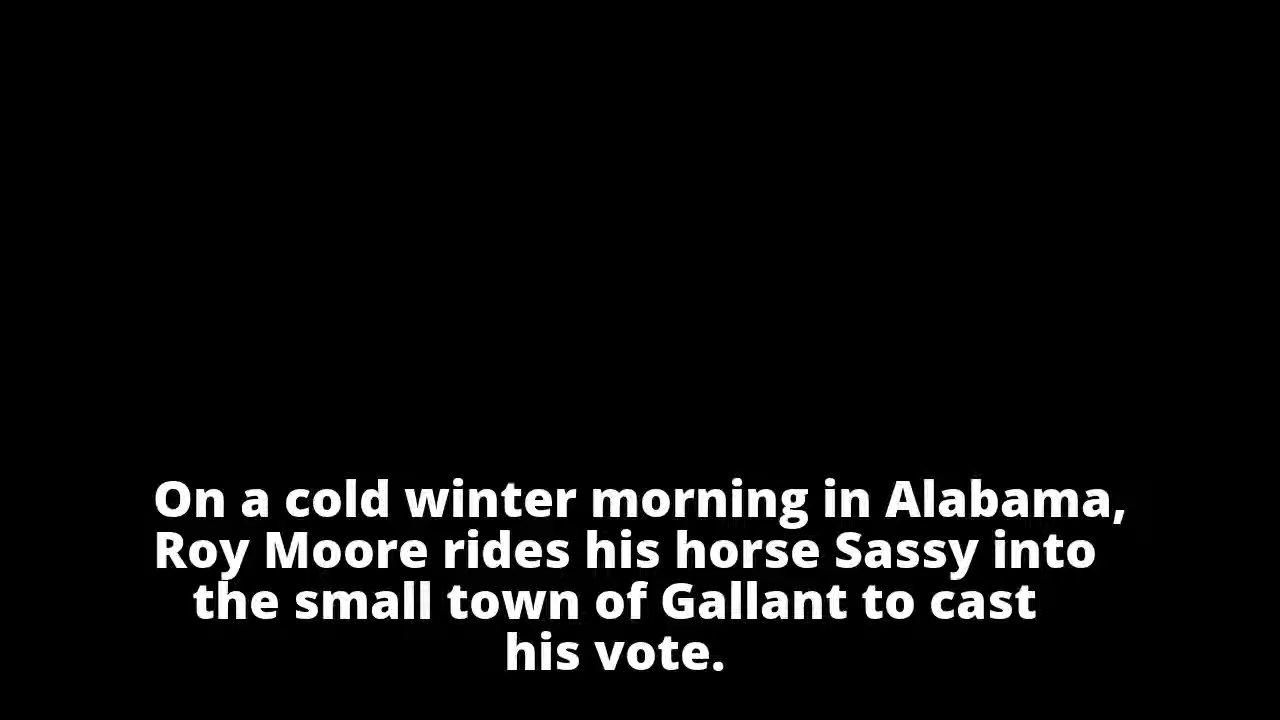 On a cold winter morning in Alabama,
Roy Moore rides his horse Sassy into
the small town of Gallant to cast
his vote.